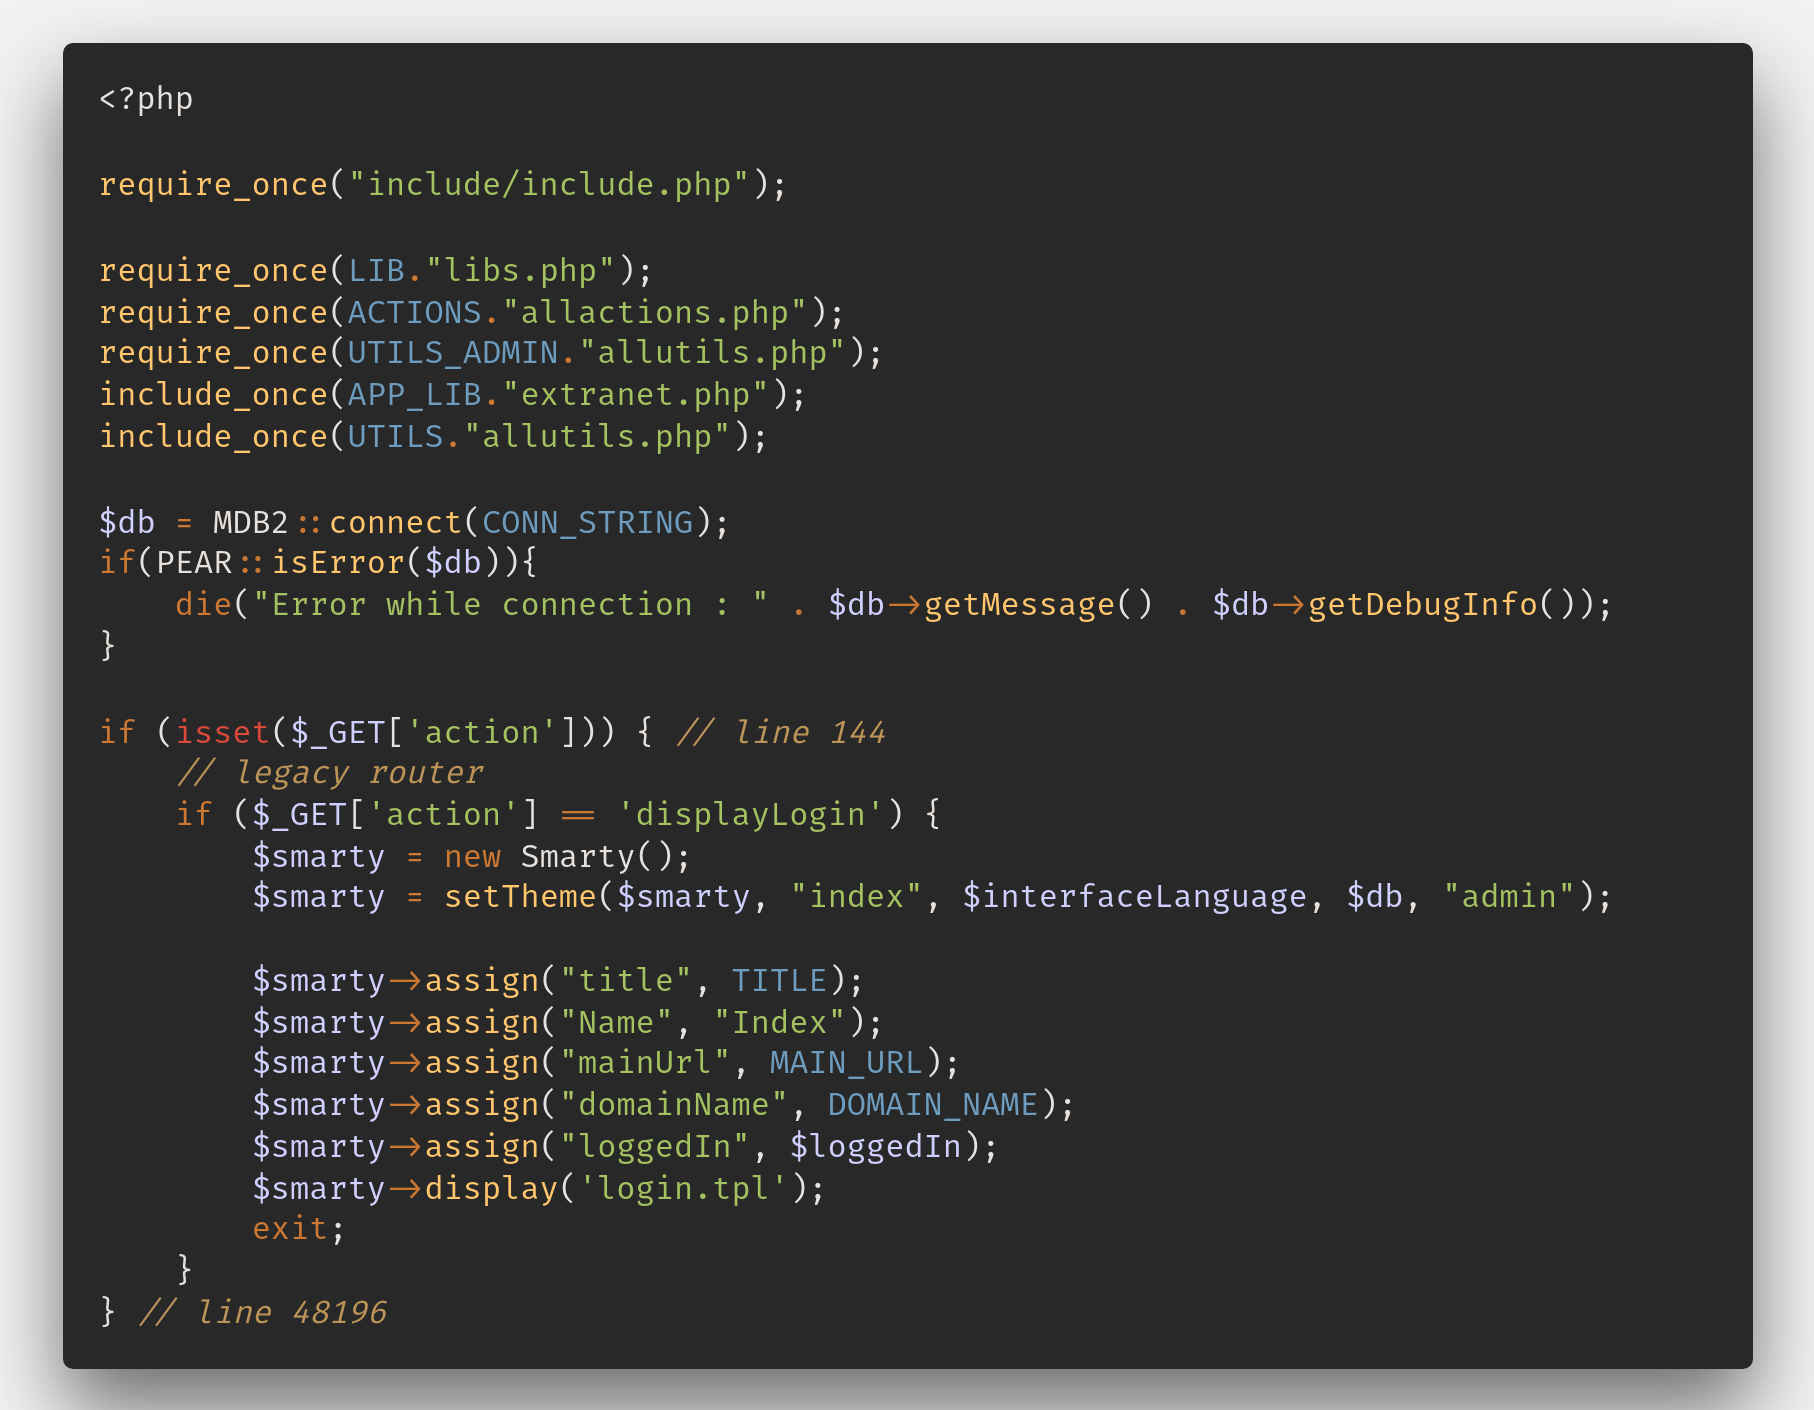 <?php
require_once("include/include.php");
require_once(LIB."libs.php");
require_once(ACTIONS."allactions.php");
require_once(UTILS_ADMIN."allutils.php");
include_once(APP_LIB."extranet.php");
include_once(UTILS."allutils.php");
$db = MDB2::connect(CONN_STRING);
if(PEAR::isError($db)){
    die("Error while connection : " . $db->getMessage() . $db->getDebugInfo());
}
if (isset($_GET['action'])) { // line 144
    // legacy router
    if ($_GET['action'] == 'displayLogin') {
        $smarty = new Smarty();
        $smarty = setTheme($smarty, "index", $interfaceLanguage, $db, "admin");
        $smarty->assign("title", TITLE);
        $smarty->assign("Name", "Index");
        $smarty->assign("mainUrl", MAIN_URL);
        $smarty->assign("domainName", DOMAIN_NAME);
        $smarty->assign("loggedIn", $loggedIn);
        $smarty->display('login.tpl');
        exit;
    }
} // line 48196